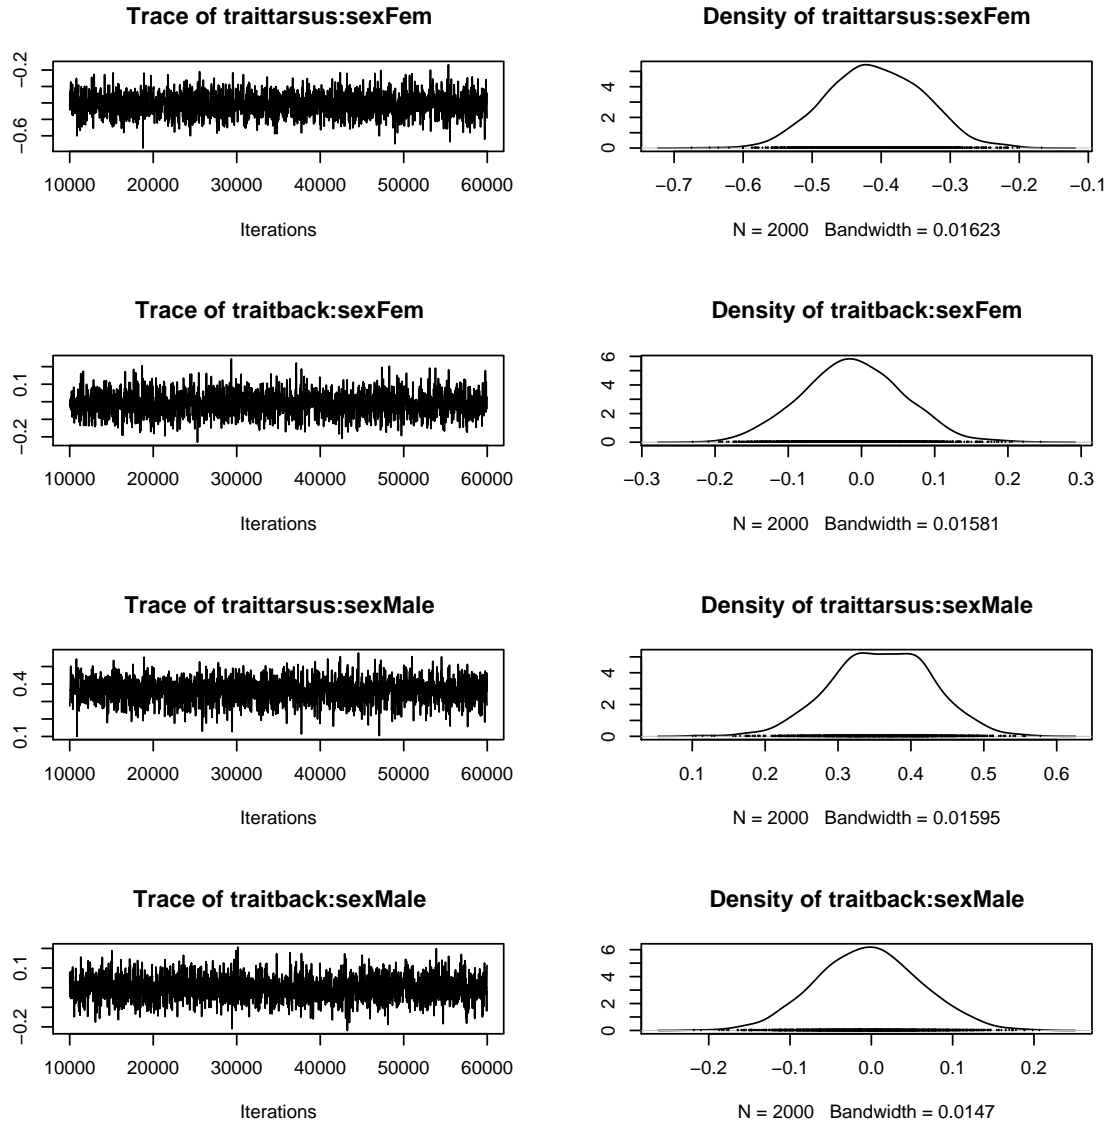 Trace of traittarsus:sexFem
−0.6
−0.2
10000 20000 30000 40000 50000 60000
Iterations
Density of traittarsus:sexFem
0 2 4
−0.7 −0.6 −0.5 −0.4 −0.3 −0.2 −0.1
N = 2000 Bandwidth = 0.01623
Trace of traitback:sexFem
−0.2 0.1
10000 20000 30000 40000 50000 60000
Iterations
Density of traitback:sexFem
0 2 4 6
−0.3 −0.2 −0.1 0.0 0.1 0.2 0.3
N = 2000 Bandwidth = 0.01581
Trace of traittarsus:sexMale
0.1 0.4
10000 20000 30000 40000 50000 60000
Iterations
Density of traittarsus:sexMale
0 2 4
0.1 0.2 0.3 0.4 0.5 0.6
N = 2000 Bandwidth = 0.01595
Trace of traitback:sexMale
−0.2 0.1
10000 20000 30000 40000 50000 60000
Iterations
Density of traitback:sexMale
0 2 4 6
−0.2 −0.1 0.0 0.1 0.2
N = 2000 Bandwidth = 0.0147